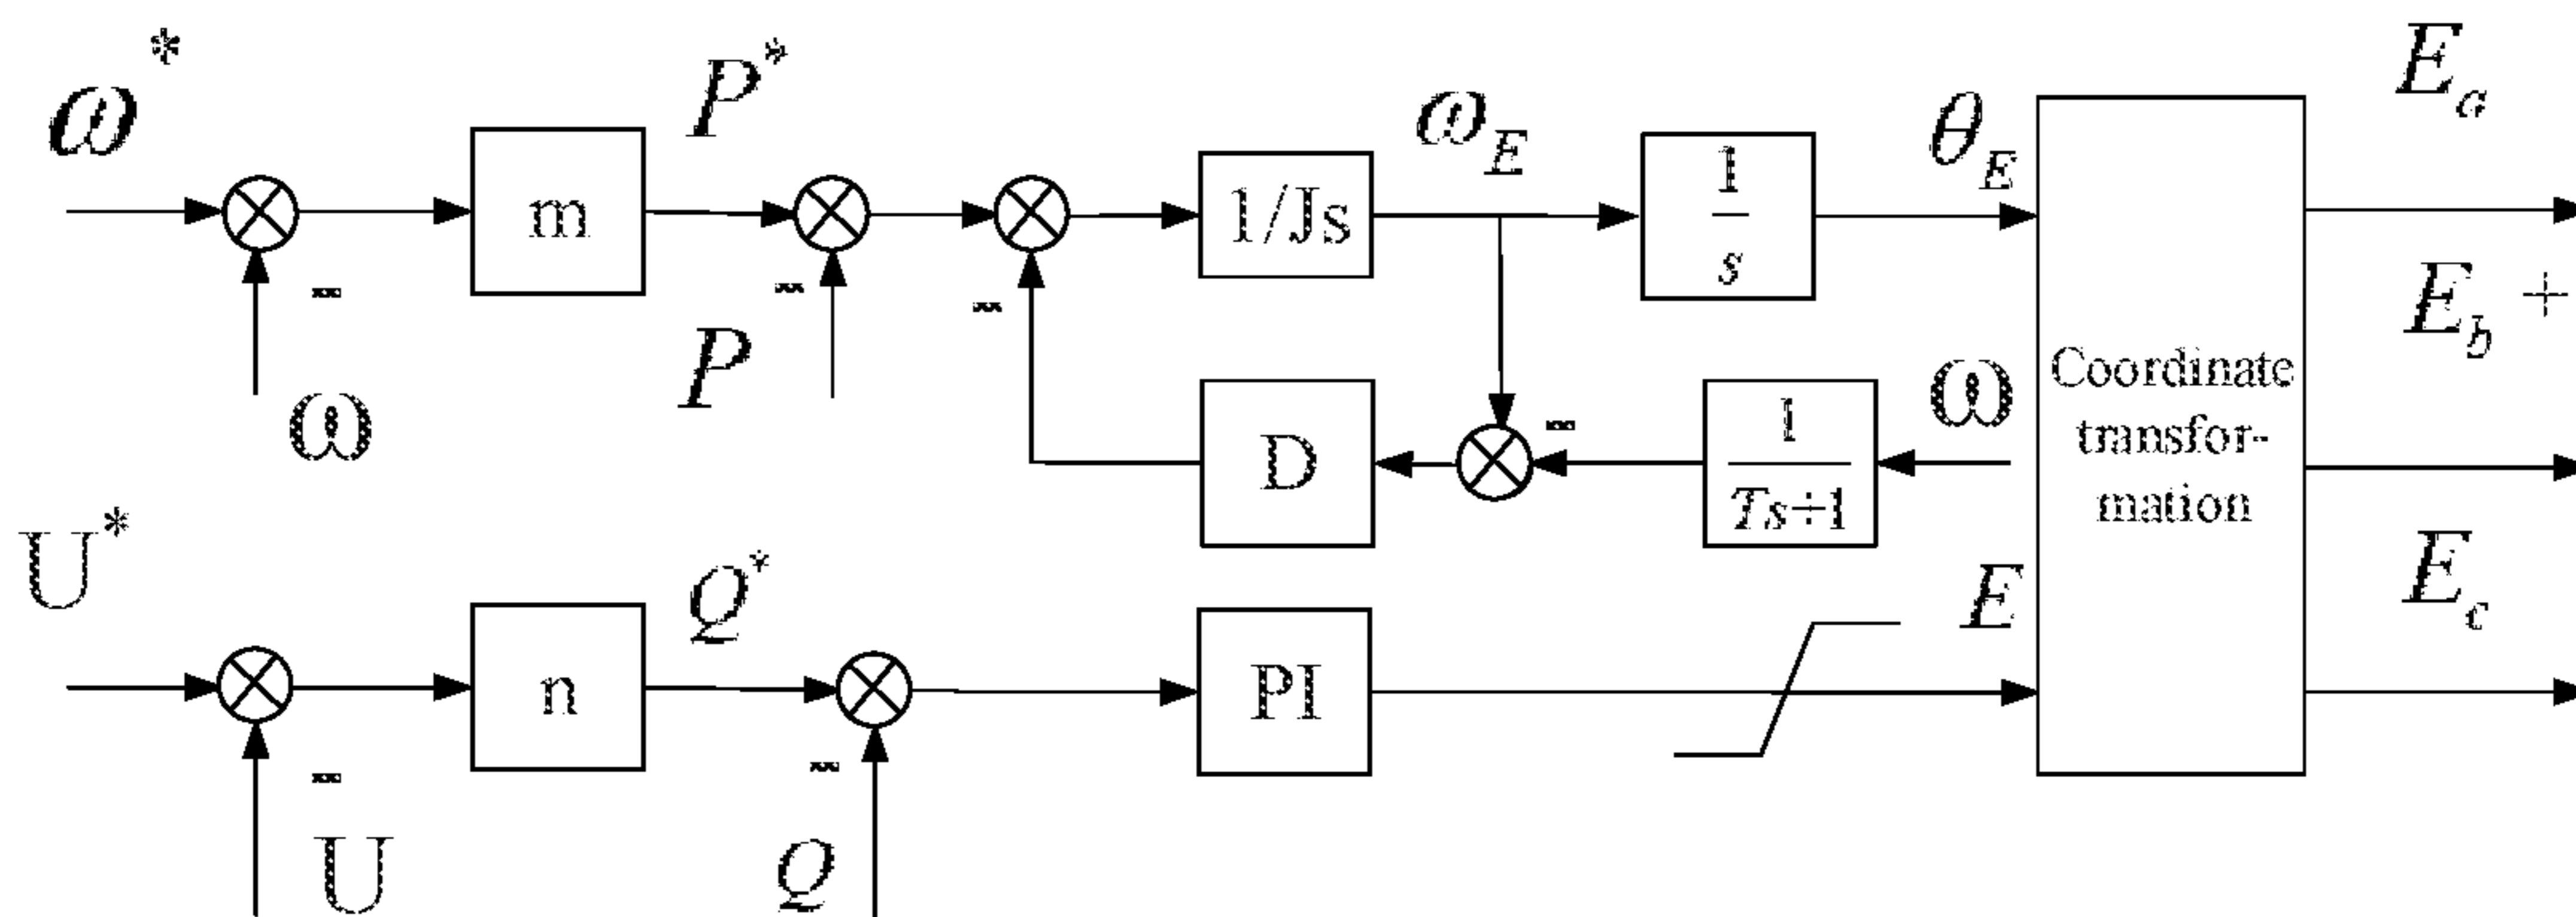 ω*
m
P*
1/Js
ω_E
1
s
θ_E
E_a
ω
-
P
-
-
D
-
1
Ts+1
ω
Coordinate
transfor-
mation
E_b +
U*
n
Q*
PI
E
E_c
-
U
-
Q